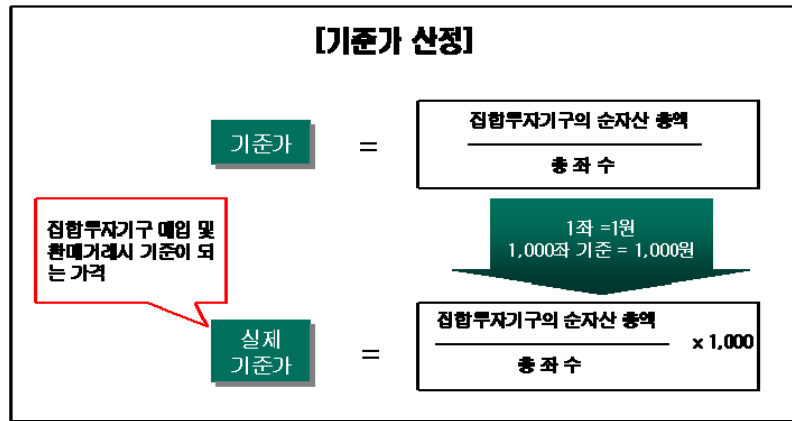 [기준가 산정]
기준가
=
집합투자기구의 순자산 총액
총 좌 수
집합투자기구 매입 및
환매거래시 기준이 되
는 가격
1좌 =1원
1,000좌 기준 = 1,000원
실제
기준가
=
집합투자기구의 순자산 총액
총 좌 수
x 1,000